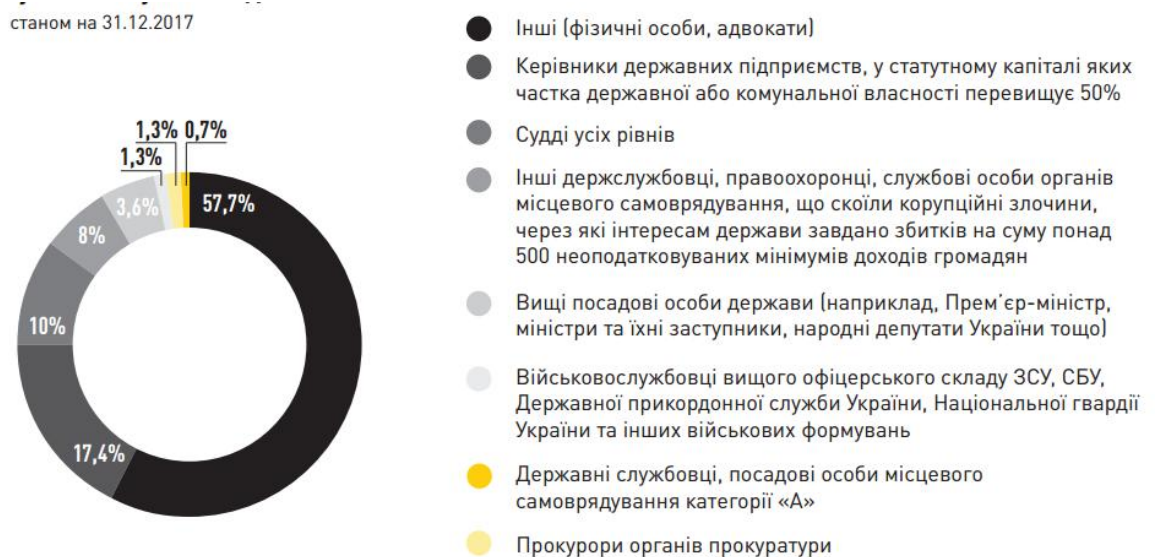 станом на 31.12.2017
1,3% 0,7%
1,3%
3,6%
57,7%
8%
10%
17,4%
Інші (фізичні особи, адвокати)
Керівники державних підприємств, у статутному капіталі яких
частка державної або комунальної власності перевищує 50%
Судді усіх рівнів
Інші держслужбовці, правоохоронці, службові особи органів
місцевого самоврядування, що скоїли корупційні злочини,
через які інтересам держави завдано збитків на суму понад
500 неоподатковуваних мінімумів доходів громадян
Вищі посадові особи держави (наприклад, Прем’єр-міністр,
міністри та їхні заступники, народні депутати України тощо)
Військовослужбовці вищого офіцерського складу ЗСУ, СБУ,
Державної прикордонної служби України, Національної гвардії
України та інших військових формувань
Державні службовці, посадові особи місцевого
самоврядування категорії «А»
Прокурори органів прокуратури